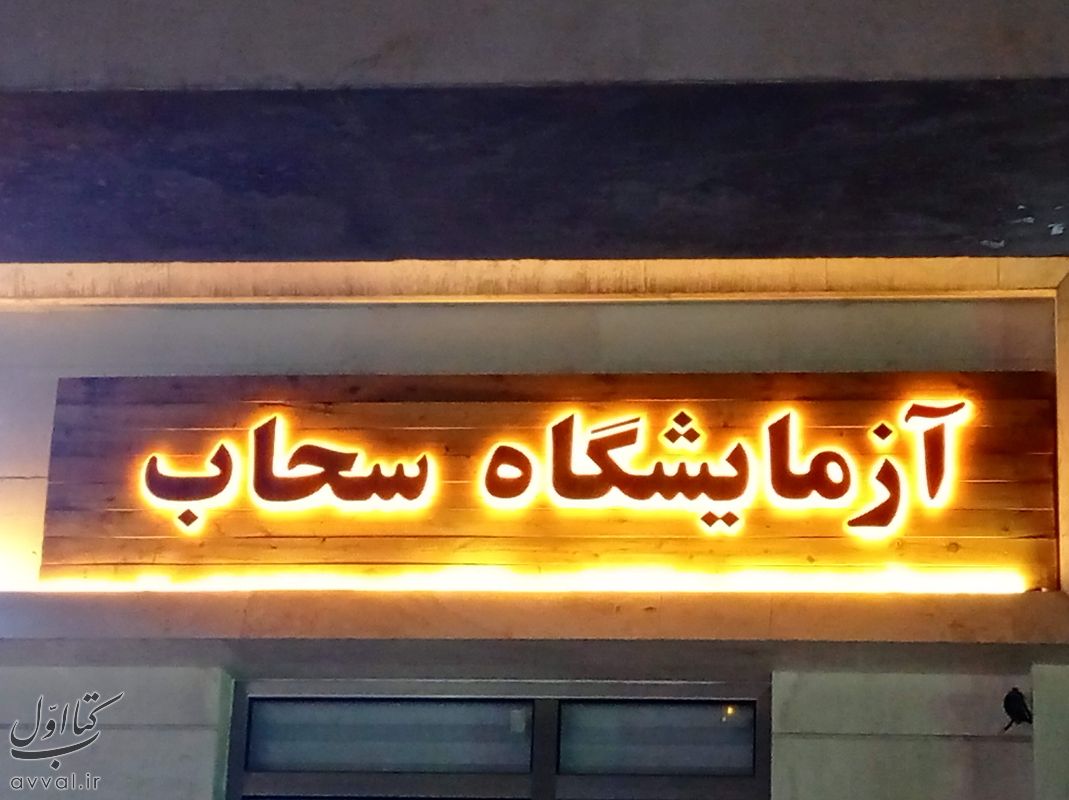 آزمایشگاه سحاب
کتاب اول
avval.ir